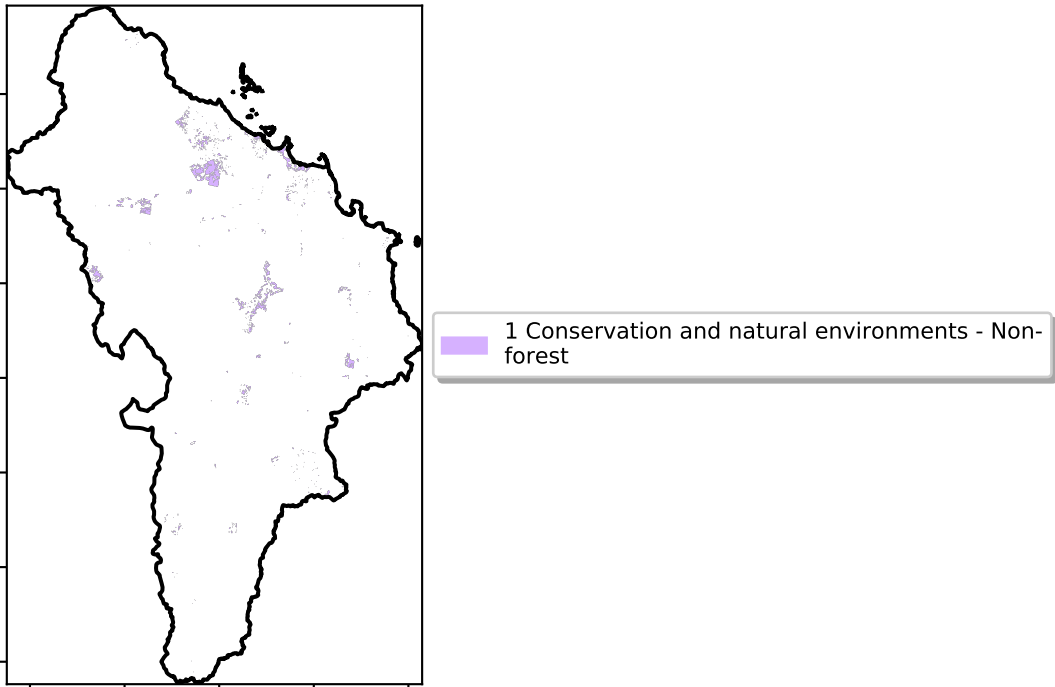 1 Conservation and natural environments - Non-
forest